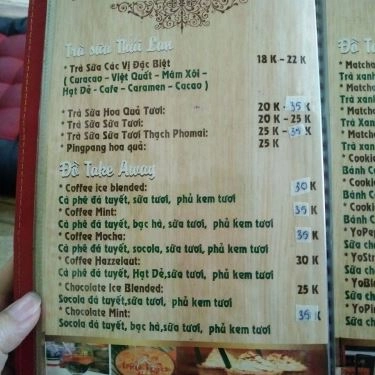 Trà sữa Thái Lan
* Trà Sữa Các Vị Đặc Biệt 18 K - 22 K
( Curacao - Việt Quất - Mâm Xôi -
Hạt Dẻ - Cafe - Caramen - Cacao )
* Trà Sữa Hoa Quả Tươi: 20 K - 35 K
* Trà Sữa Sữa Tươi: 20 K - 25 K
* Trà Sữa Sữa Tươi Thạch Phomai: 25 K - 35 K
* Pingpang hoa quả: 25 K
Đồ Take Away
* Coffee ice blended: 30 K
Cà phê đá tuyết, sữa tươi, phủ kem tươi
* Coffee Mint: 35 K
Cà phê đá tuyết, bạc hà, sữa tươi, phủ kem tươi
* Coffee Mocha: 35 K
Cà phê đá tuyết, socola, sữa tươi, phủ kem tươi
* Coffee Hazzelaut: 30 K
Cà phê đá tuyết, Hạt Dẻ,sữa tươi, phủ kem tươi
* Chocolate Ice Blended: 25 K
Socola đá tuyết,sữa tươi, phủ kem tươi
* Chocolate Mint: 35 K
Socola đá tuyết, bạc hà,sữa tươi, phủ kem tươi
Đồ
* Matcha
Trà xanh
* Matcha
Trà xanh
* Matcha
Trà Xan
* Matcha
Trà xanh
* Cookie
Bánh C
* Cookie
Bánh Cо
* Cookie
Bánh
* YoPe
Sữa ch
* YoStr
Sữa ch
* YoBl
Sữa ch
* YoPi
Sữa ch